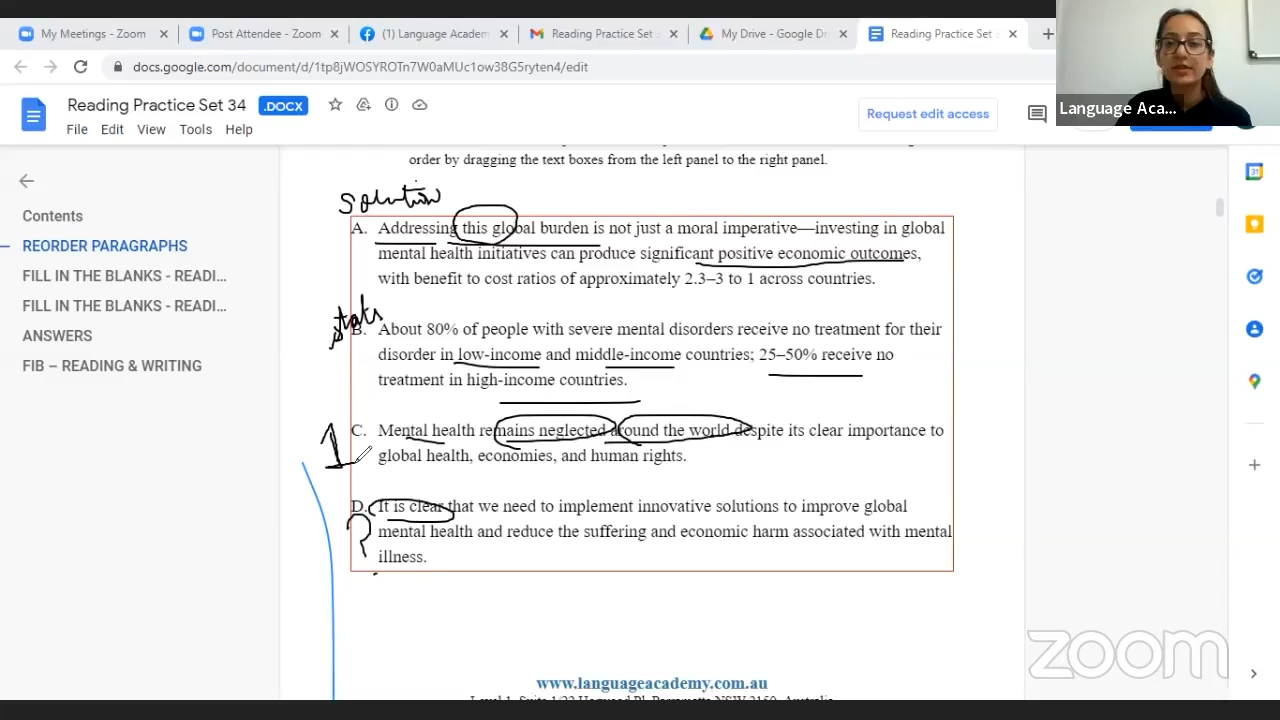 My Meetings - Zoom
Post Attendee - Zoom
(1) Language Academ
Reading Practice Set
My Drive - Google Dr
Reading Practice Set
docs.google.com/document/d/1tp8jWOSYROTn7W0aMUc1ow38G5ryten4/edit
Language Aca...
Reading Practice Set 34 .DOCX
Request edit access
File Edit View Tools Help
order by dragging the text boxes from the left panel to the right panel.
Contents
REORDER PARAGRAPHS
FILL IN THE BLANKS - READI...
FILL IN THE BLANKS - READI...
ANSWERS
FIB – READING & WRITING
solution
A. Addressing this global burden is not just a moral imperative—investing in global
mental health initiatives can produce significant positive economic outcomes,
with benefit to cost ratios of approximately 2.3–3 to 1 across countries.
stats
B. About 80% of people with severe mental disorders receive no treatment for their
disorder in low-income and middle-income countries; 25–50% receive no
treatment in high-income countries.
1
C. Mental health remains neglected around the world despite its clear importance to
global health, economies, and human rights.
D. It is clear that we need to implement innovative solutions to improve global
mental health and reduce the suffering and economic harm associated with mental
illness.
?
31
zoom
www.languageacademy.com.au